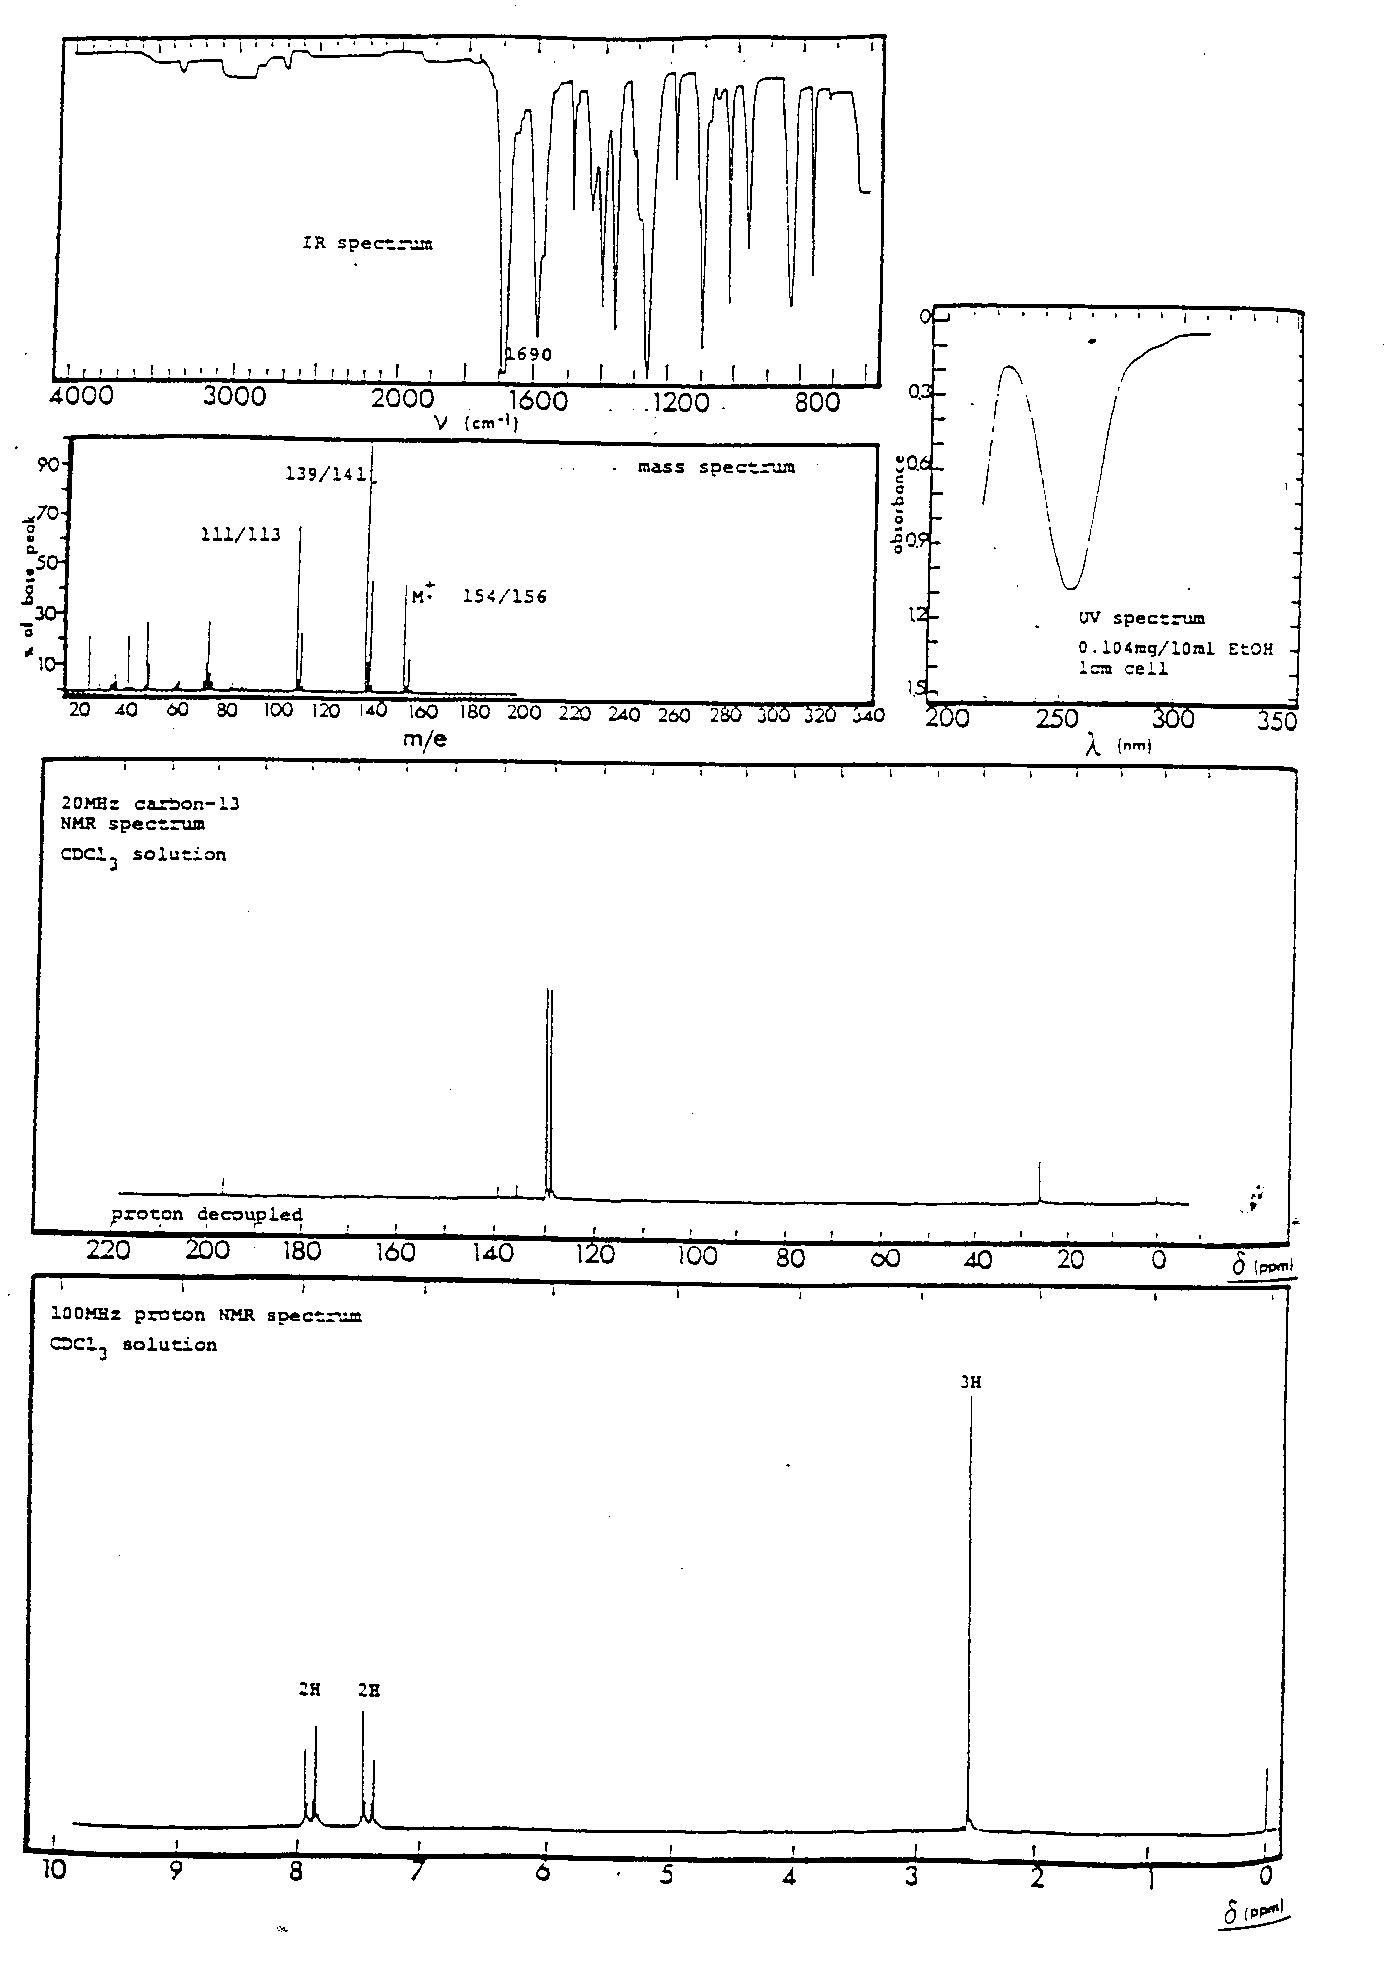 IR spectrum
1690
4000 3000 2000 1600 1200 800
ν (cm⁻¹)
90
70
50
30
10
% of base peak
139/141
mass spectrum
111/113
M⁺· 154/156
20 40 60 80 100 120 140 160 180 200 220 240 260 280 300 320 340
m/e
0
0.3
0.6
0.9
1.2
1.5
absorbance
UV spectrum
0.104mg/10ml EtOH
1cm cell
200 250 300 350
λ (nm)
20MHz carbon-13
NMR spectrum
CDCl₃ solution
proton decoupled
220 200 180 160 140 120 100 80 60 40 20 0 δ (ppm)
100MHz proton NMR spectrum
CDCl₃ solution
3H
2H 2H
10 9 8 7 6 5 4 3 2 1 0
δ (ppm)